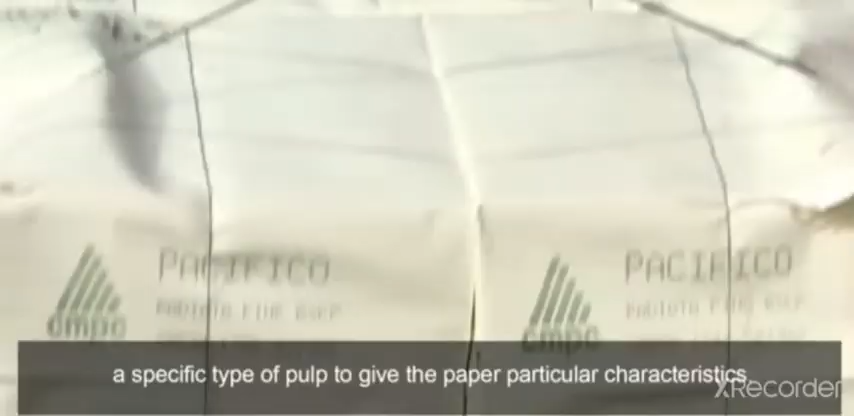 PACIFICO
PACIFICO
cmpc
cmpc
a specific type of pulp to give the paper particular characteristics
XRecorder